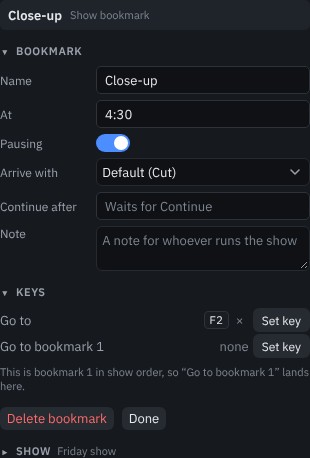 Close-up Show bookmark
▾ BOOKMARK
Name Close-up
At 4:30
Pausing
Arrive with Default (Cut)
Continue after Waits for Continue
Note A note for whoever runs the show
▾ KEYS
Go to F2 × Set key
Go to bookmark 1 none Set key
This is bookmark 1 in show order, so “Go to bookmark 1” lands
here.
Delete bookmark Done
▸ SHOW Friday show